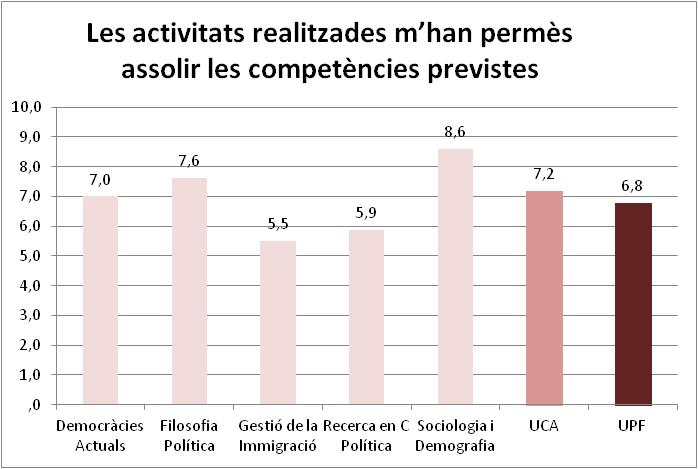 Les activitats realitzades m’han permès
assolir les competències previstes
10,0
9,0
8,0
7,0
6,0
5,0
4,0
3,0
2,0
1,0
,0
7,0
7,6
5,5
5,9
8,6
7,2
6,8
Democràcies
Actuals
Filosofia
Política
Gestió de la
Immigració
Recerca en C
Política
Sociologia i
Demografia
UCA
UPF